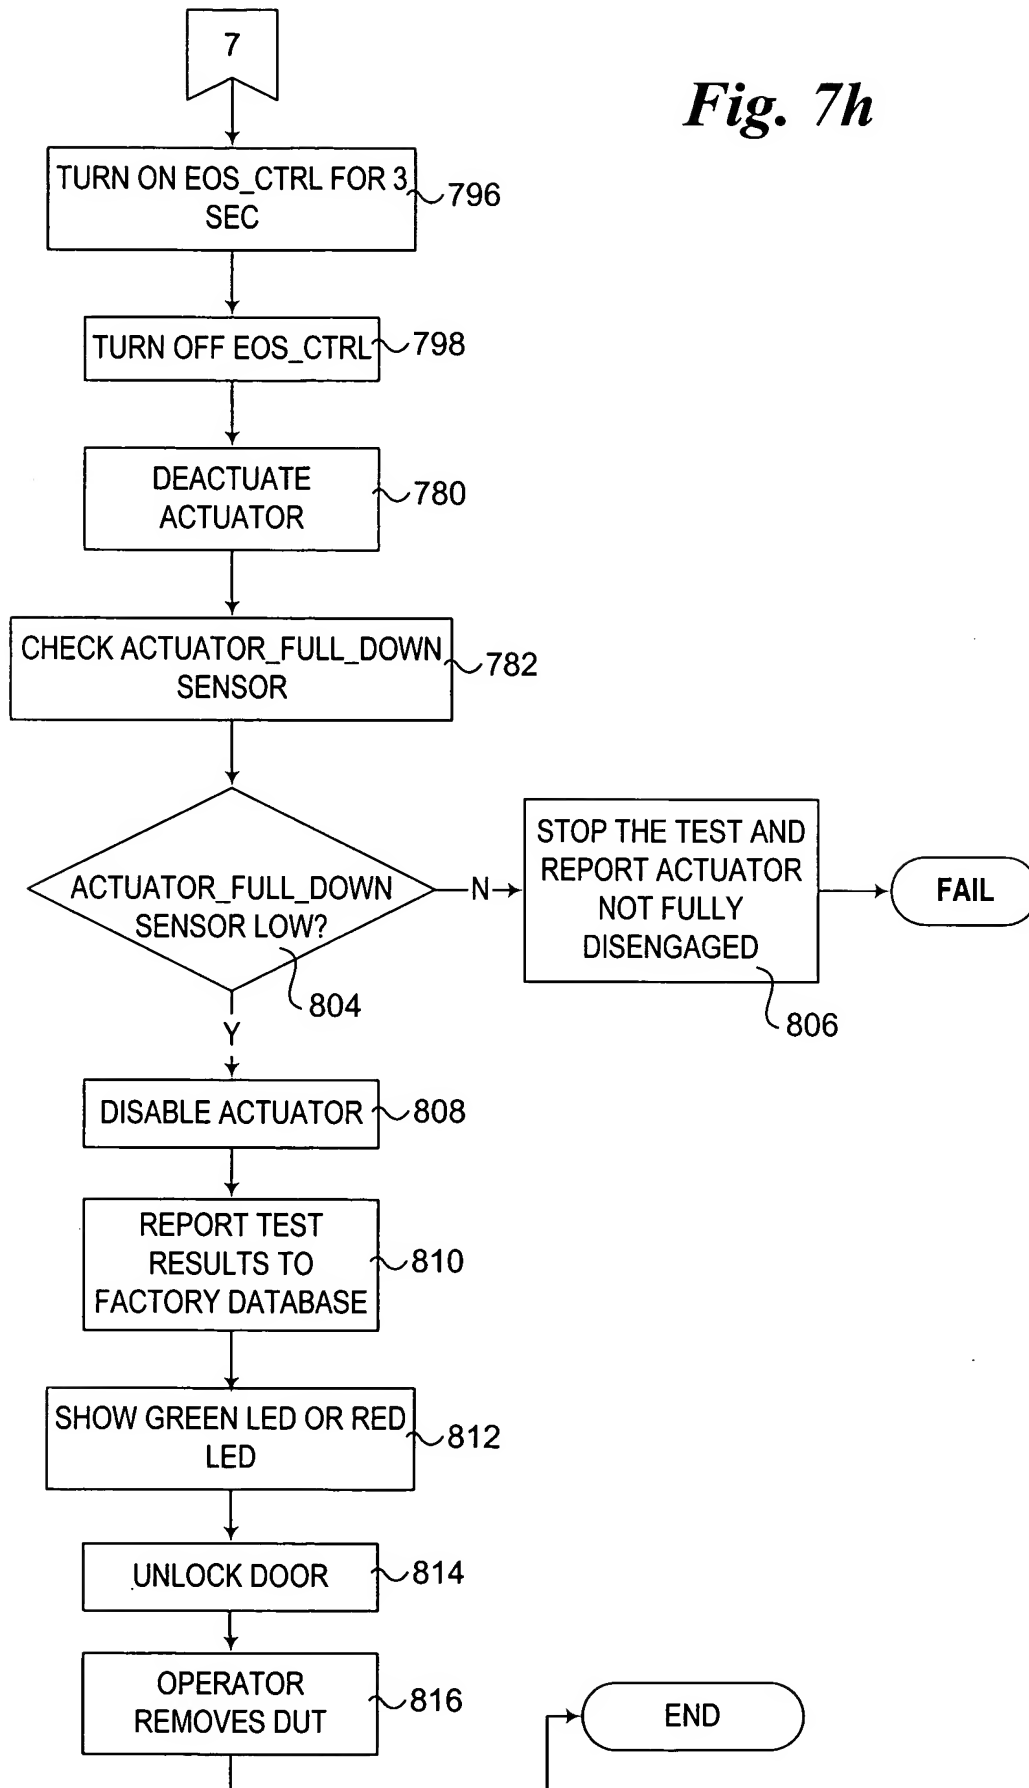 7
Fig. 7h
TURN ON EOS_CTRL FOR 3
SEC
796
TURN OFF EOS_CTRL
798
DEACTUATE
ACTUATOR
780
CHECK ACTUATOR_FULL_DOWN
SENSOR
782
ACTUATOR_FULL_DOWN
SENSOR LOW?
804
N
STOP THE TEST AND
REPORT ACTUATOR
NOT FULLY
DISENGAGED
806
FAIL
Y
DISABLE ACTUATOR
808
REPORT TEST
RESULTS TO
FACTORY DATABASE
810
SHOW GREEN LED OR RED
LED
812
UNLOCK DOOR
814
OPERATOR
REMOVES DUT
816
END